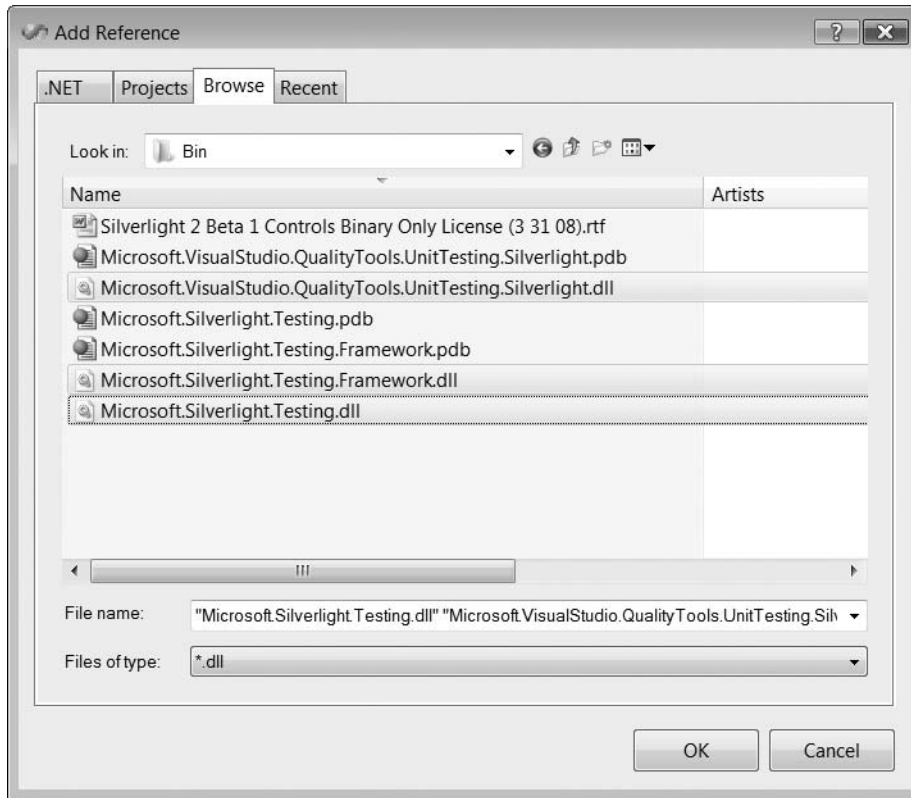 Add Reference
.NET Projects Browse Recent
Look in: Bin
Name Artists
Silverlight 2 Beta 1 Controls Binary Only License (3 31 08).rtf
Microsoft.VisualStudio.QualityTools.UnitTesting.Silverlight.pdb
Microsoft.VisualStudio.QualityTools.UnitTesting.Silverlight.dll
Microsoft.Silverlight.Testing.pdb
Microsoft.Silverlight.Testing.Framework.pdb
Microsoft.Silverlight.Testing.Framework.dll
Microsoft.Silverlight.Testing.dll
File name: "Microsoft.Silverlight.Testing.dll" "Microsoft.VisualStudio.QualityTools.UnitTesting.Silv
Files of type: *.dll
OK Cancel